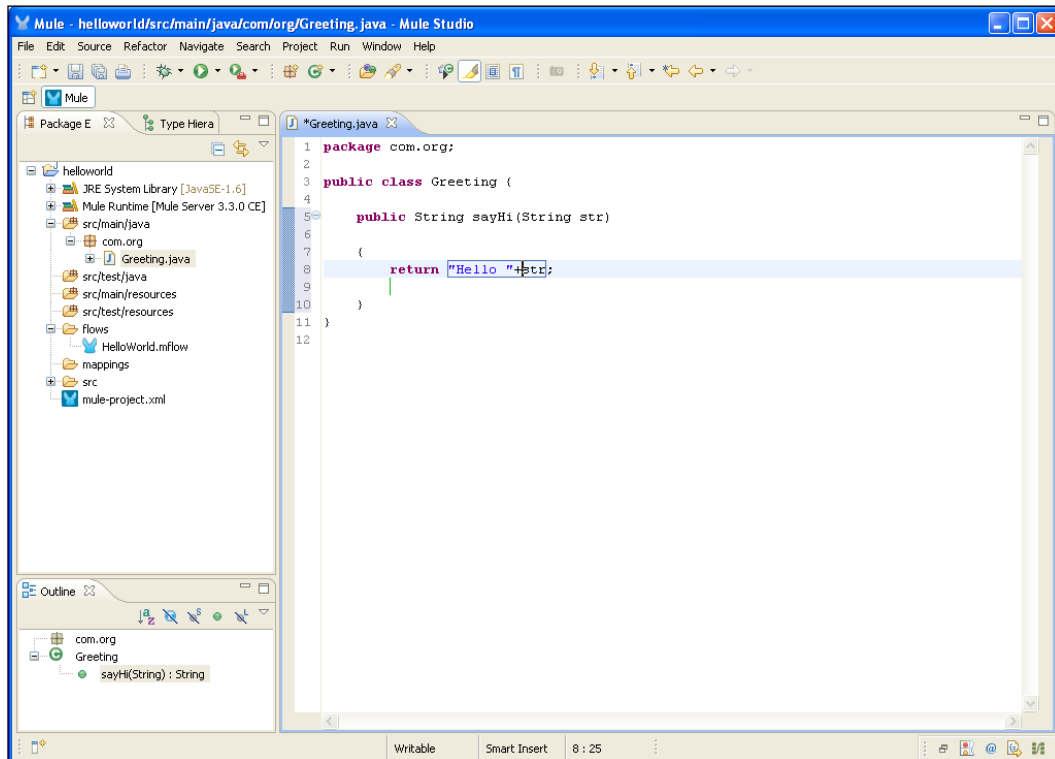 Mule - helloworld/src/main/java/com/org/Greeting.java - Mule Studio
File Edit Source Refactor Navigate Search Project Run Window Help
Mule
Package E
Type Hiera
helloworld
JRE System Library [JavaSE-1.6]
Mule Runtime [Mule Server 3.3.0 CE]
src/main/java
com.org
Greeting.java
src/test/java
src/main/resources
src/test/resources
flows
HelloWorld.mflow
mappings
src
mule-project.xml
*Greeting.java
1 package com.org;
2
3 public class Greeting {
4
5 public String sayHi(String str)
6
7 {
8 return "Hello "+str;
9
10 }
11 }
12
Outline
com.org
Greeting
sayHi(String) : String
Writable Smart Insert 8 : 25